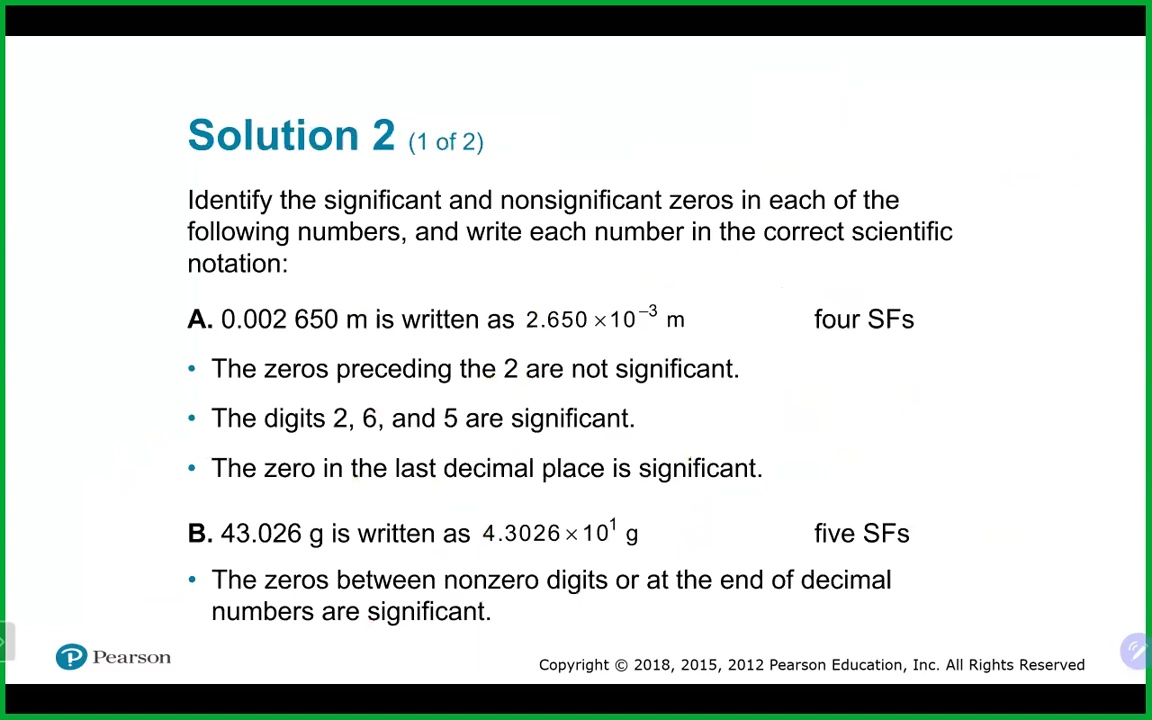 Solution 2 (1 of 2)
Identify the significant and nonsignificant zeros in each of the
following numbers, and write each number in the correct scientific
notation:
A. 0.002 650 m is written as 2.650 × 10⁻³ m four SFs
• The zeros preceding the 2 are not significant.
• The digits 2, 6, and 5 are significant.
• The zero in the last decimal place is significant.
B. 43.026 g is written as 4.3026 × 10¹ g five SFs
• The zeros between nonzero digits or at the end of decimal
numbers are significant.
P Pearson
Copyright © 2018, 2015, 2012 Pearson Education, Inc. All Rights Reserved